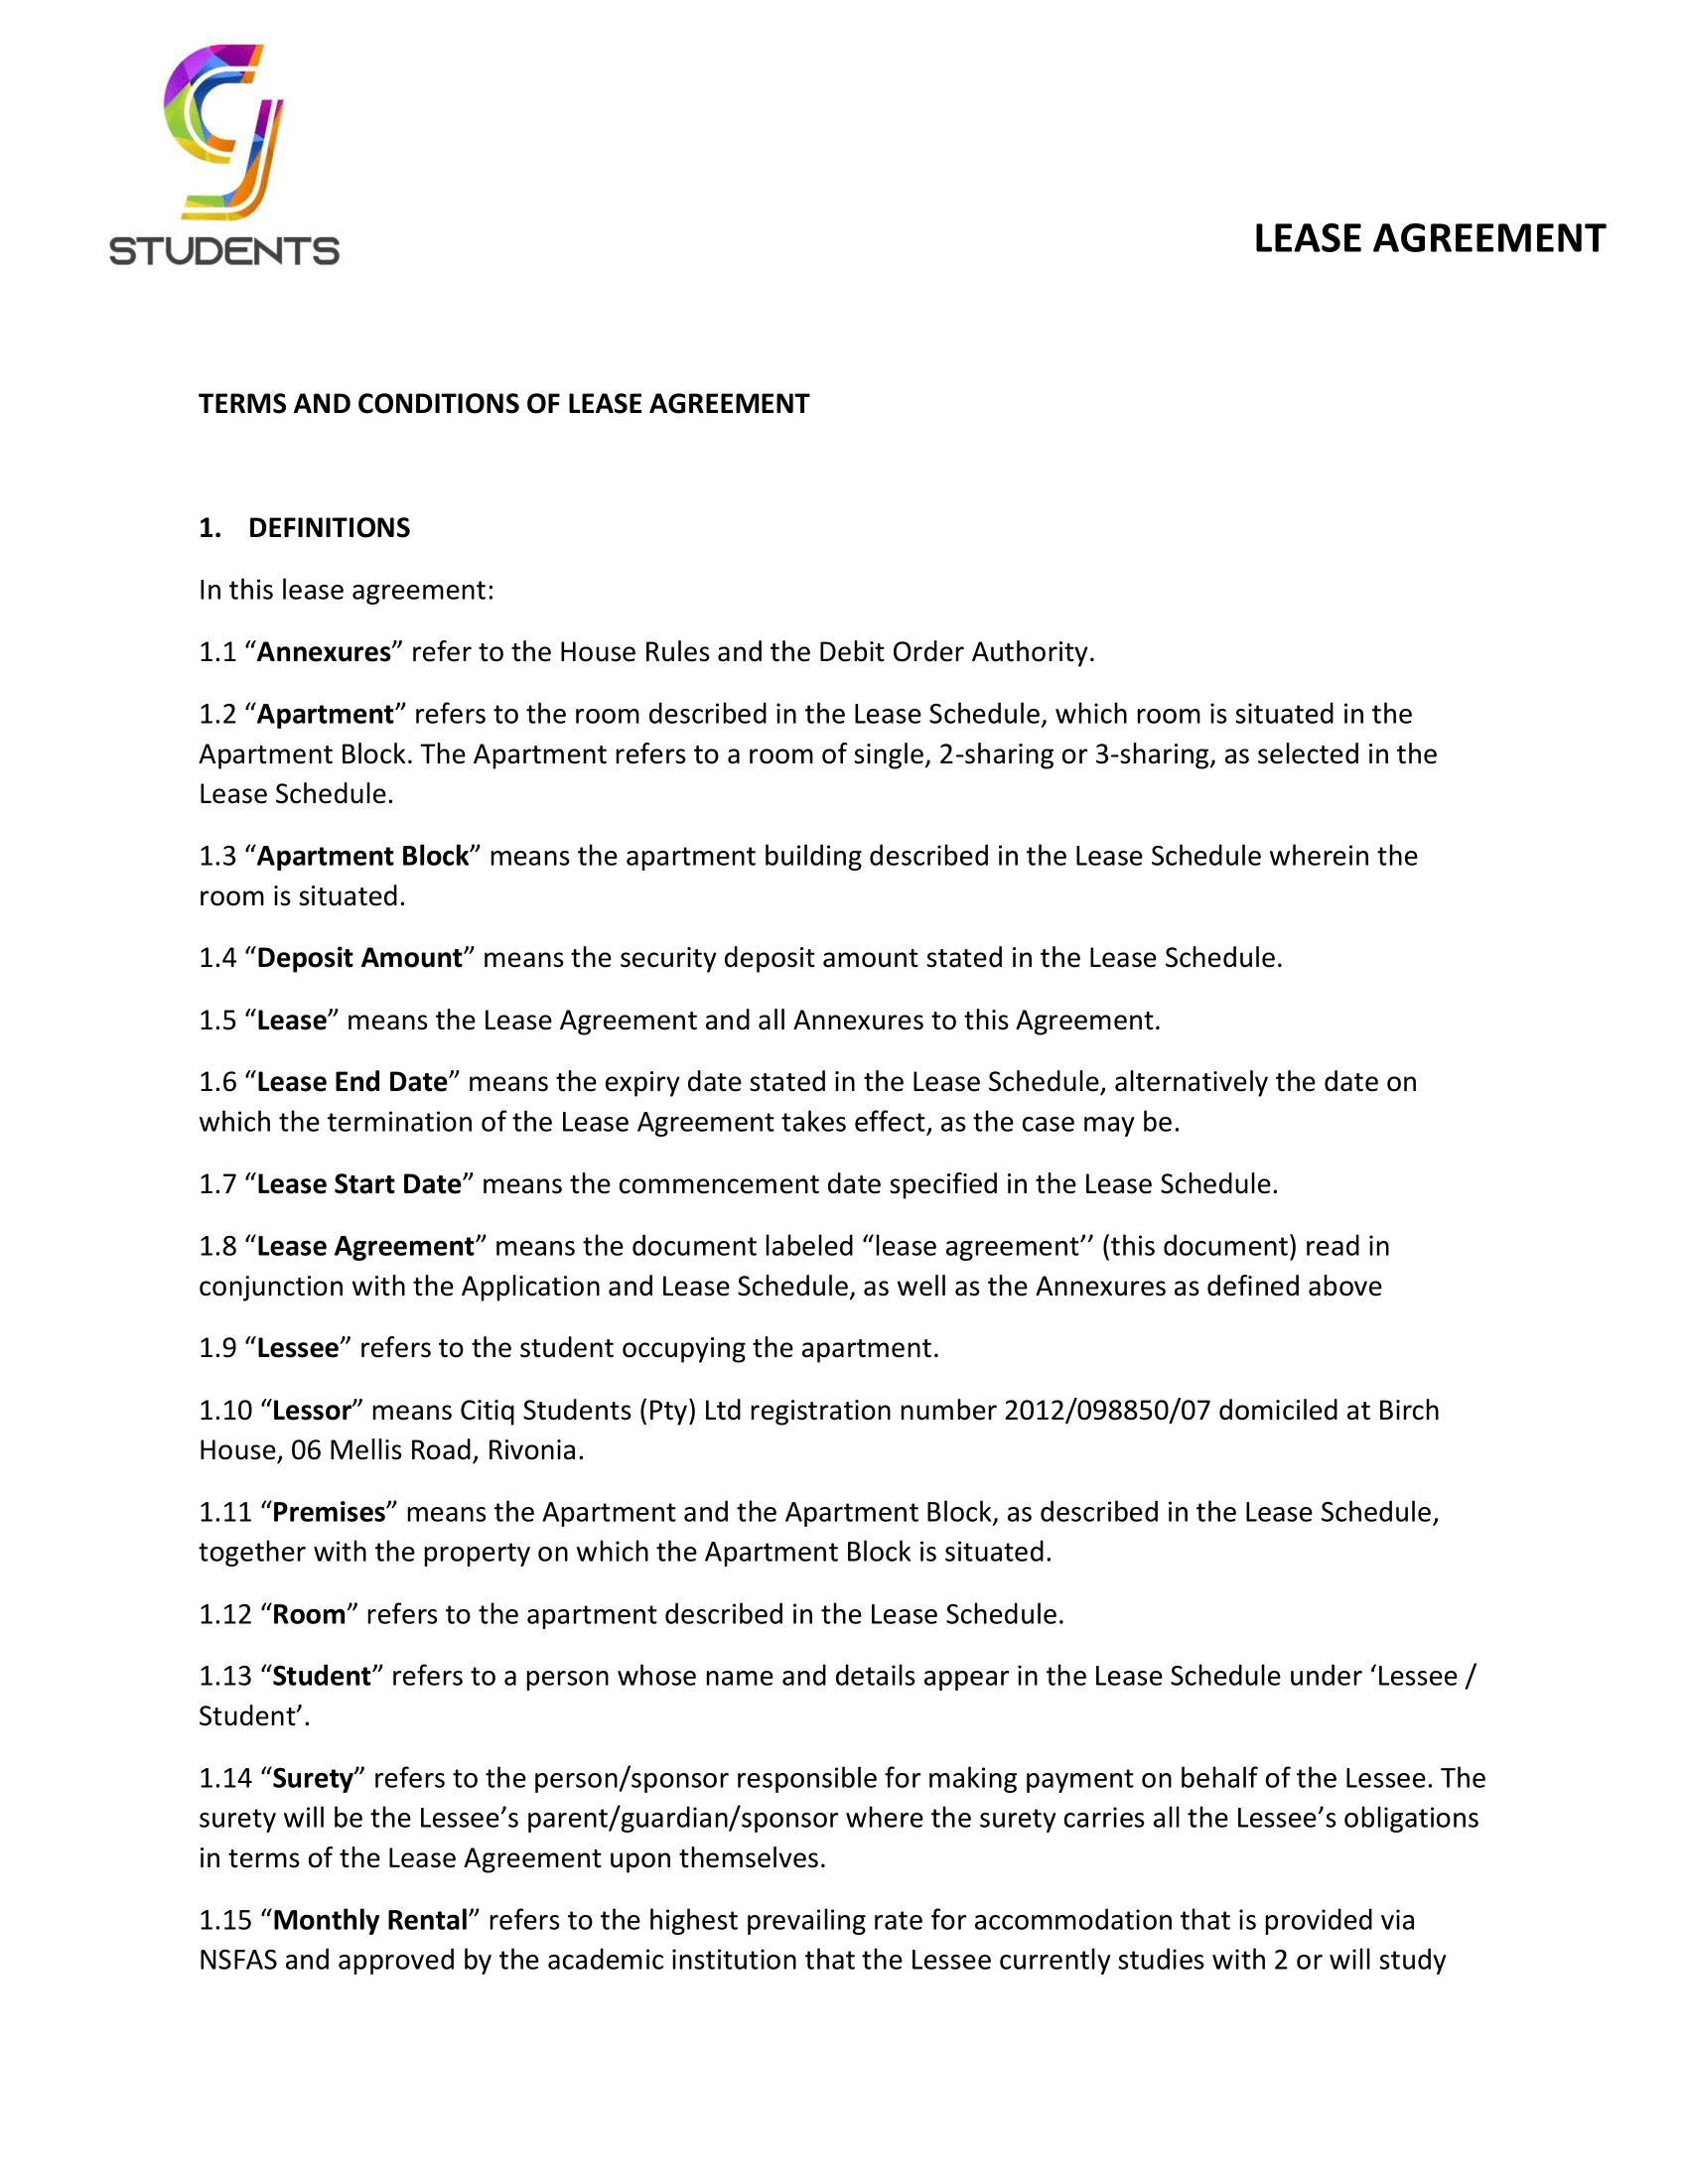 STUDENTS
LEASE AGREEMENT
TERMS AND CONDITIONS OF LEASE AGREEMENT
1. DEFINITIONS
In this lease agreement:
1.1 “Annexures” refer to the House Rules and the Debit Order Authority.
1.2 “Apartment” refers to the room described in the Lease Schedule, which room is situated in the
Apartment Block. The Apartment refers to a room of single, 2-sharing or 3-sharing, as selected in the
Lease Schedule.
1.3 “Apartment Block” means the apartment building described in the Lease Schedule wherein the
room is situated.
1.4 “Deposit Amount” means the security deposit amount stated in the Lease Schedule.
1.5 “Lease” means the Lease Agreement and all Annexures to this Agreement.
1.6 “Lease End Date” means the expiry date stated in the Lease Schedule, alternatively the date on
which the termination of the Lease Agreement takes effect, as the case may be.
1.7 “Lease Start Date” means the commencement date specified in the Lease Schedule.
1.8 “Lease Agreement” means the document labeled “lease agreement’’ (this document) read in
conjunction with the Application and Lease Schedule, as well as the Annexures as defined above
1.9 “Lessee” refers to the student occupying the apartment.
1.10 “Lessor” means Citiq Students (Pty) Ltd registration number 2012/098850/07 domiciled at Birch
House, 06 Mellis Road, Rivonia.
1.11 “Premises” means the Apartment and the Apartment Block, as described in the Lease Schedule,
together with the property on which the Apartment Block is situated.
1.12 “Room” refers to the apartment described in the Lease Schedule.
1.13 “Student” refers to a person whose name and details appear in the Lease Schedule under ‘Lessee /
Student’.
1.14 “Surety” refers to the person/sponsor responsible for making payment on behalf of the Lessee. The
surety will be the Lessee’s parent/guardian/sponsor where the surety carries all the Lessee’s obligations
in terms of the Lease Agreement upon themselves.
1.15 “Monthly Rental” refers to the highest prevailing rate for accommodation that is provided via
NSFAS and approved by the academic institution that the Lessee currently studies with 2 or will study